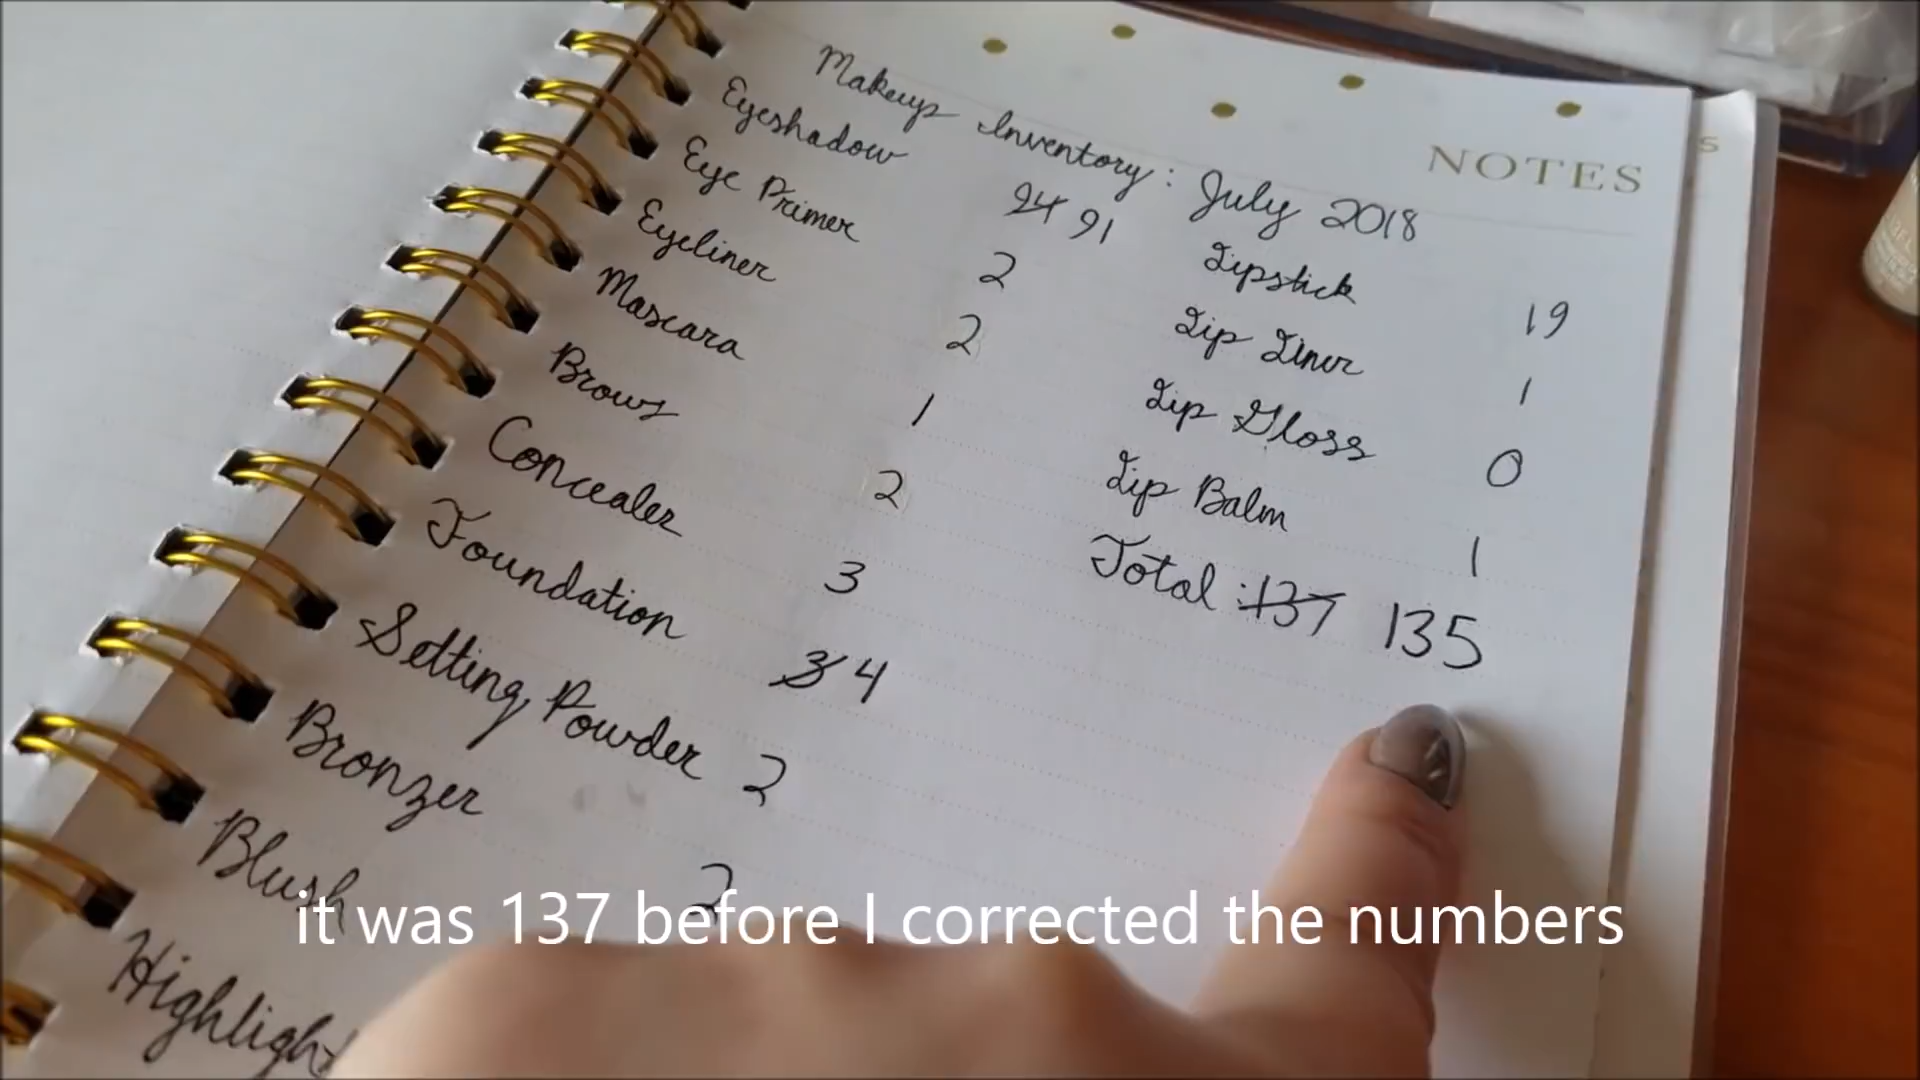 NOTES
Makeup Inventory: July 2018
Eyeshadow 94 91
Eye Primer 2
Eyeliner 2
Mascara 1
Brows 2
Concealer 3
Foundation 3 4
Setting Powder 2
Bronzer 2
Blush
Highlight
Lipstick 19
Lip Liner 1
Lip Gloss 0
Lip Balm 1
Total: 137 135
it was 137 before I corrected the numbers